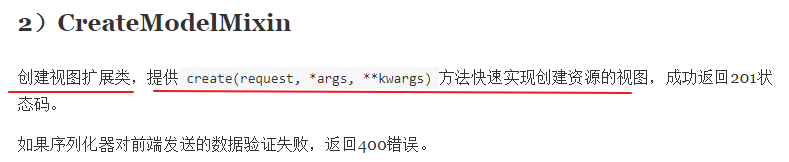 2）CreateModelMixin
创建视图扩展类，提供 create(request, *args, **kwargs) 方法快速实现创建资源的视图，成功返回201状
态码。
如果序列化器对前端发送的数据验证失败，返回400错误。